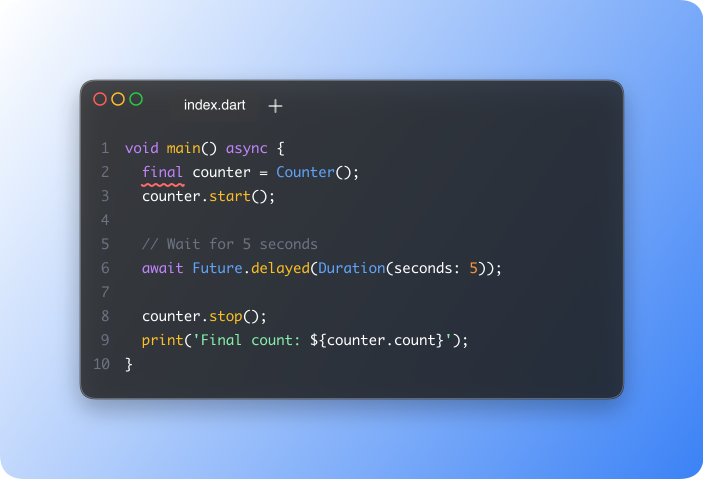 index.dart +
1 void main() async {
2   final counter = Counter();
3   counter.start();
4
5   // Wait for 5 seconds
6   await Future.delayed(Duration(seconds: 5));
7
8   counter.stop();
9   print('Final count: ${counter.count}');
10 }